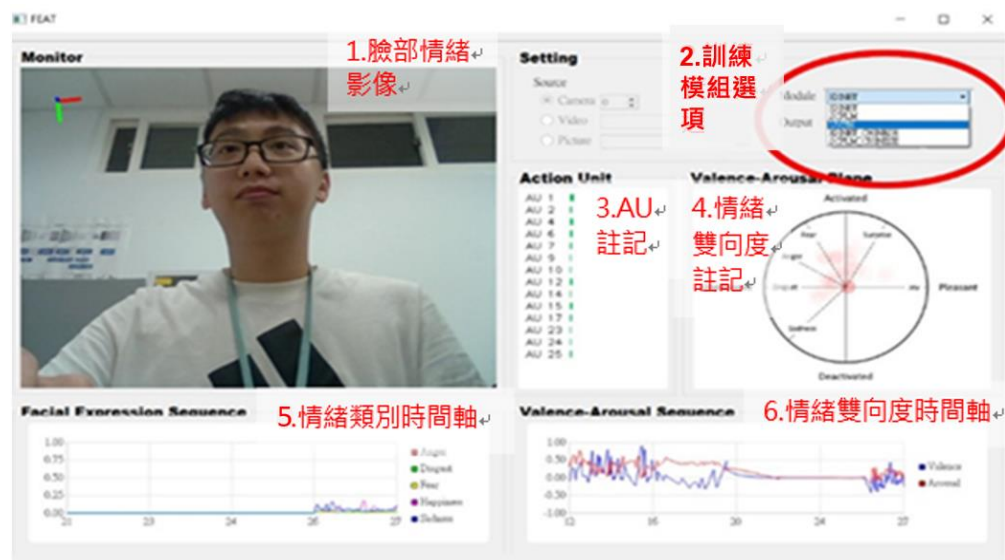 FEAT
Monitor
1.臉部情緒
影像
Setting
Source
Camera 0
Video
Picture
2.訓練
模組選
項
Module
Output
Action Unit
AU 1
AU 2
AU 4
AU 6
AU 7
AU 9
AU 10
AU 12
AU 14
AU 15
AU 17
AU 23
AU 24
AU 25
3.AU
註記
Valence-Arousal Plane
4.情緒
雙向度
註記
Activated
Fear
Surprise
Anger
Disgust
Joy
Pleasant
Sadness
Deactivated
Facial Expression Sequence
5.情緒類別時間軸
1.00
0.75
0.50
0.25
0.00
21
23
24
26
27
Anger
Disgust
Fear
Happiness
Sadness
Valence-Arousal Sequence
6.情緒雙向度時間軸
1.00
0.50
0.00
-0.50
-1.00
12
16
20
24
27
Valence
Arousal